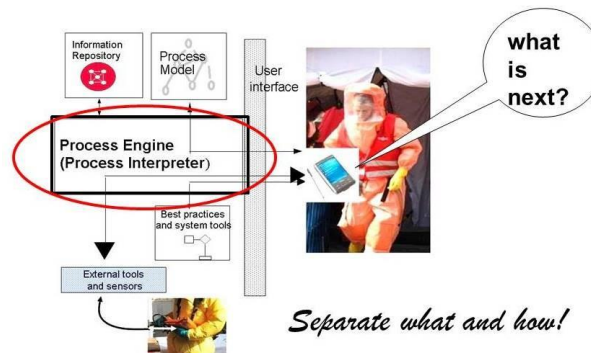 Information
Repository
Process
Model
User
interface
what
is
next?
Process Engine
(Process Interpreter)
Best practices
and system tools
External tools
and sensors
Separate what and how!